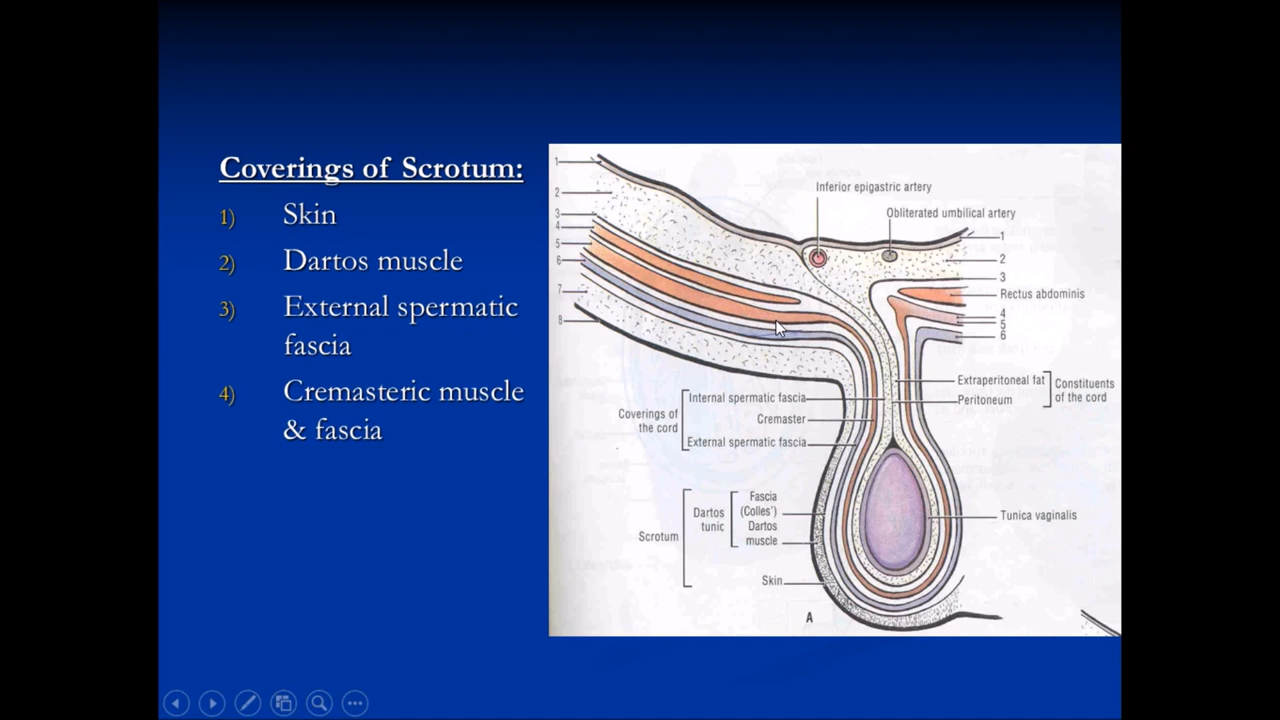 Coverings of Scrotum:
1) Skin
2) Dartos muscle
3) External spermatic
fascia
4) Cremasteric muscle
& fascia
1
2
3
4
5
6
7
8
Inferior epigastric artery
Obliterated umbilical artery
1
2
3
Rectus abdominis
4
5
6
Extraperitoneal fat
Peritoneum
Constituents
of the cord
Coverings of
the cord
Internal spermatic fascia
Cremaster
External spermatic fascia
Scrotum
Dartos
tunic
Fascia
(Colles')
Dartos
muscle
Skin
Tunica vaginalis
A